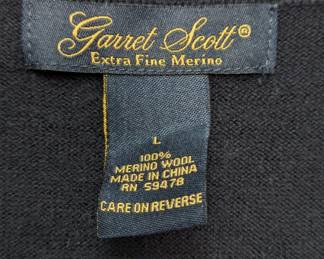 Garret Scott®
Extra Fine Merino
L
100%
MERINO WOOL
MADE IN CHINA
RN 59478
CARE ON REVERSE